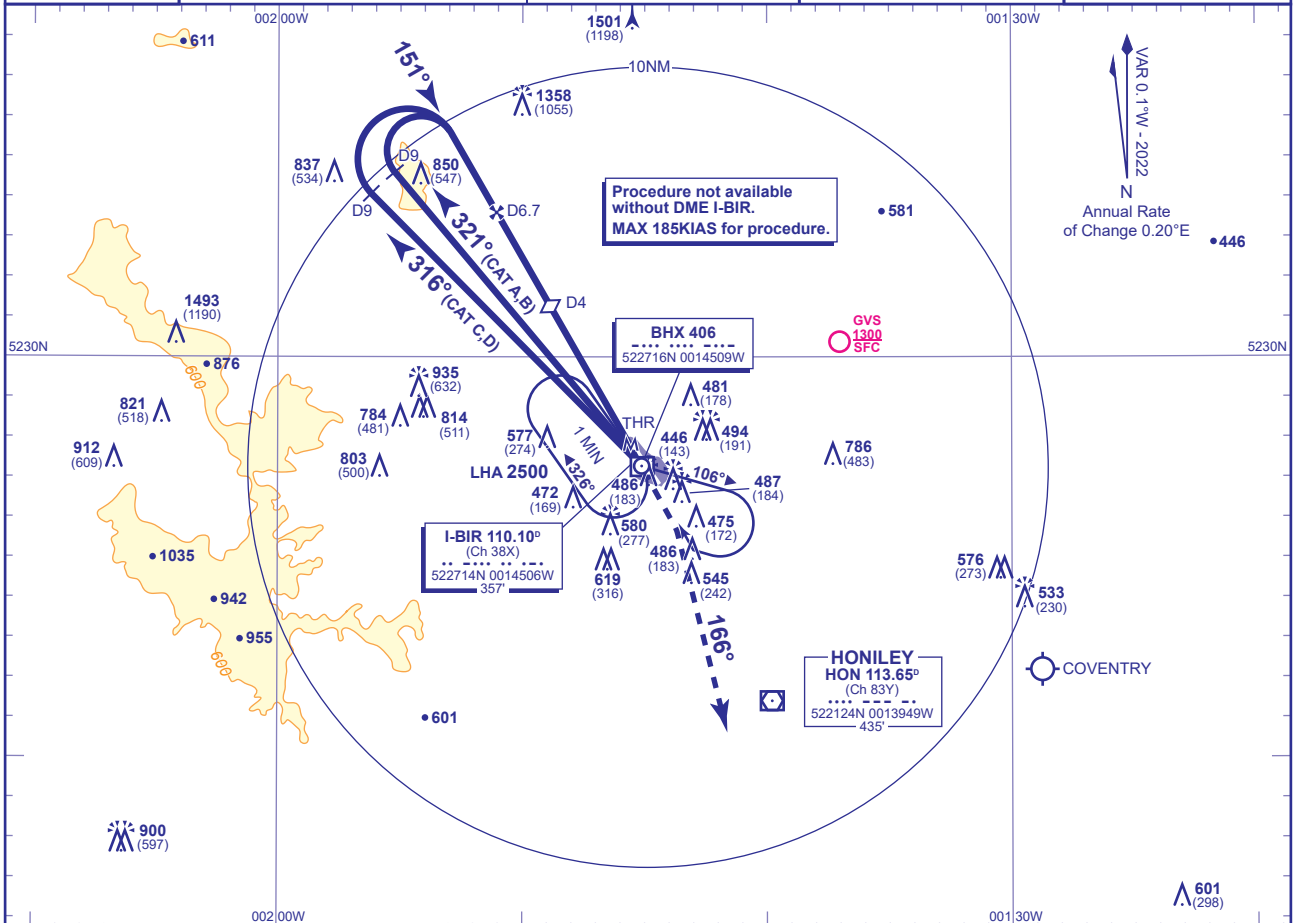 002 00W
1501
(1198)
001 30W
611
10NM
151°
VAR 0.1°W - 2022
1358
(1055)
N
Annual Rate
of Change 0.20°E
837
(534)
D9
850
(547)
D9
D6.7
Procedure not available
without DME I-BIR.
MAX 185KIAS for procedure.
581
446
321° (CAT A,B)
316° (CAT C,D)
D4
1493
(1190)
BHX 406
522716N 0014509W
GVS
1300
SFC
5230N
5230N
876
600
935
(632)
481
(178)
821
(518)
784
(481)
814
(511)
THR
494
(191)
912
(609)
803
(500)
577
(274)
1 MIN
446
(143)
786
(483)
LHA 2500
326°
106°
487
(184)
472
(169)
486
(183)
475
(172)
580
(277)
I-BIR 110.10ᴰ
(Ch 38X)
522714N 0014506W
357'
486
(183)
619
(316)
545
(242)
576
(273)
533
(230)
1035
942
955
600
166°
HONILEY
HON 113.65ᴰ
(Ch 83Y)
522124N 0013949W
435'
COVENTRY
601
900
(597)
601
(298)
002 00W
001 30W